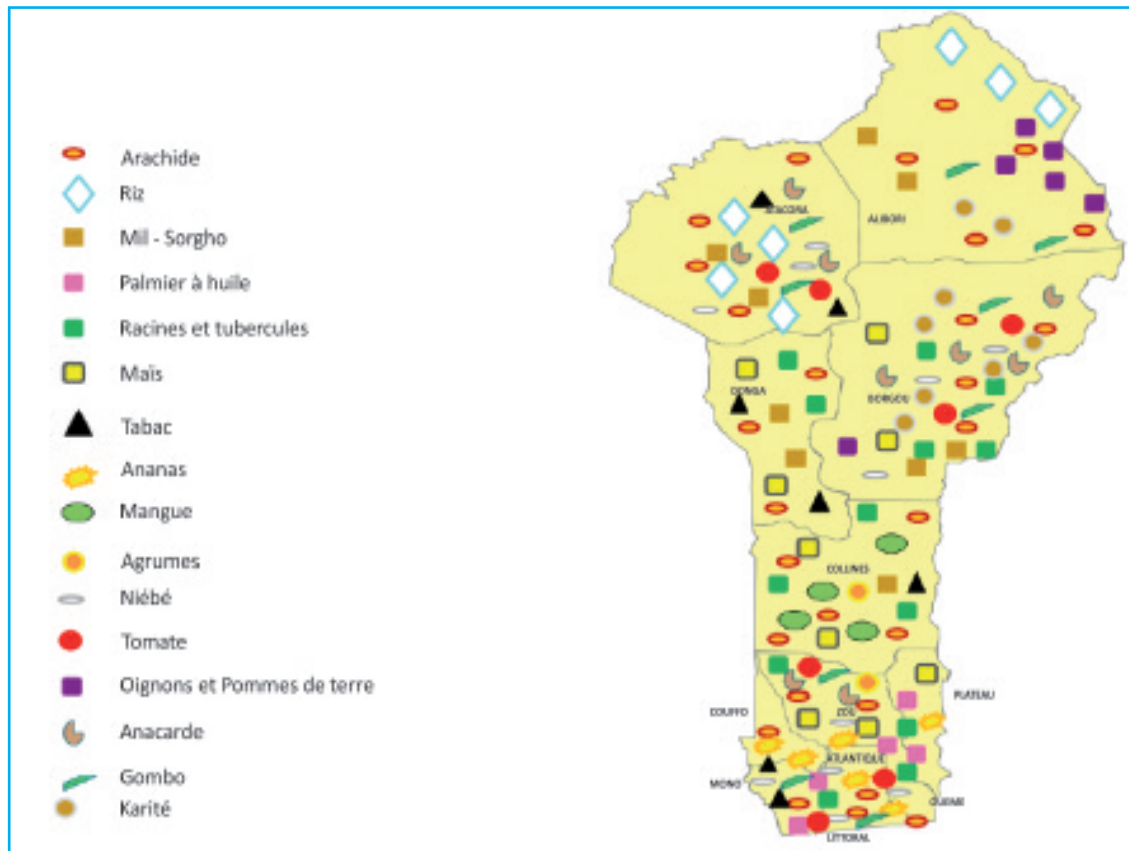 Arachide
Riz
Mil - Sorgho
Palmier à huile
Racines et tubercules
Maïs
Tabac
Ananas
Mangue
Agrumes
Niébé
Tomate
Oignons et Pommes de terre
Anacarde
Gombo
Karité
ATACORA
ALIBORI
DONGA
BORGOU
COLLINES
PLATEAU
COUFFO
ZOU
ATLANTIQUE
MONO
OUEME
LITTORAL